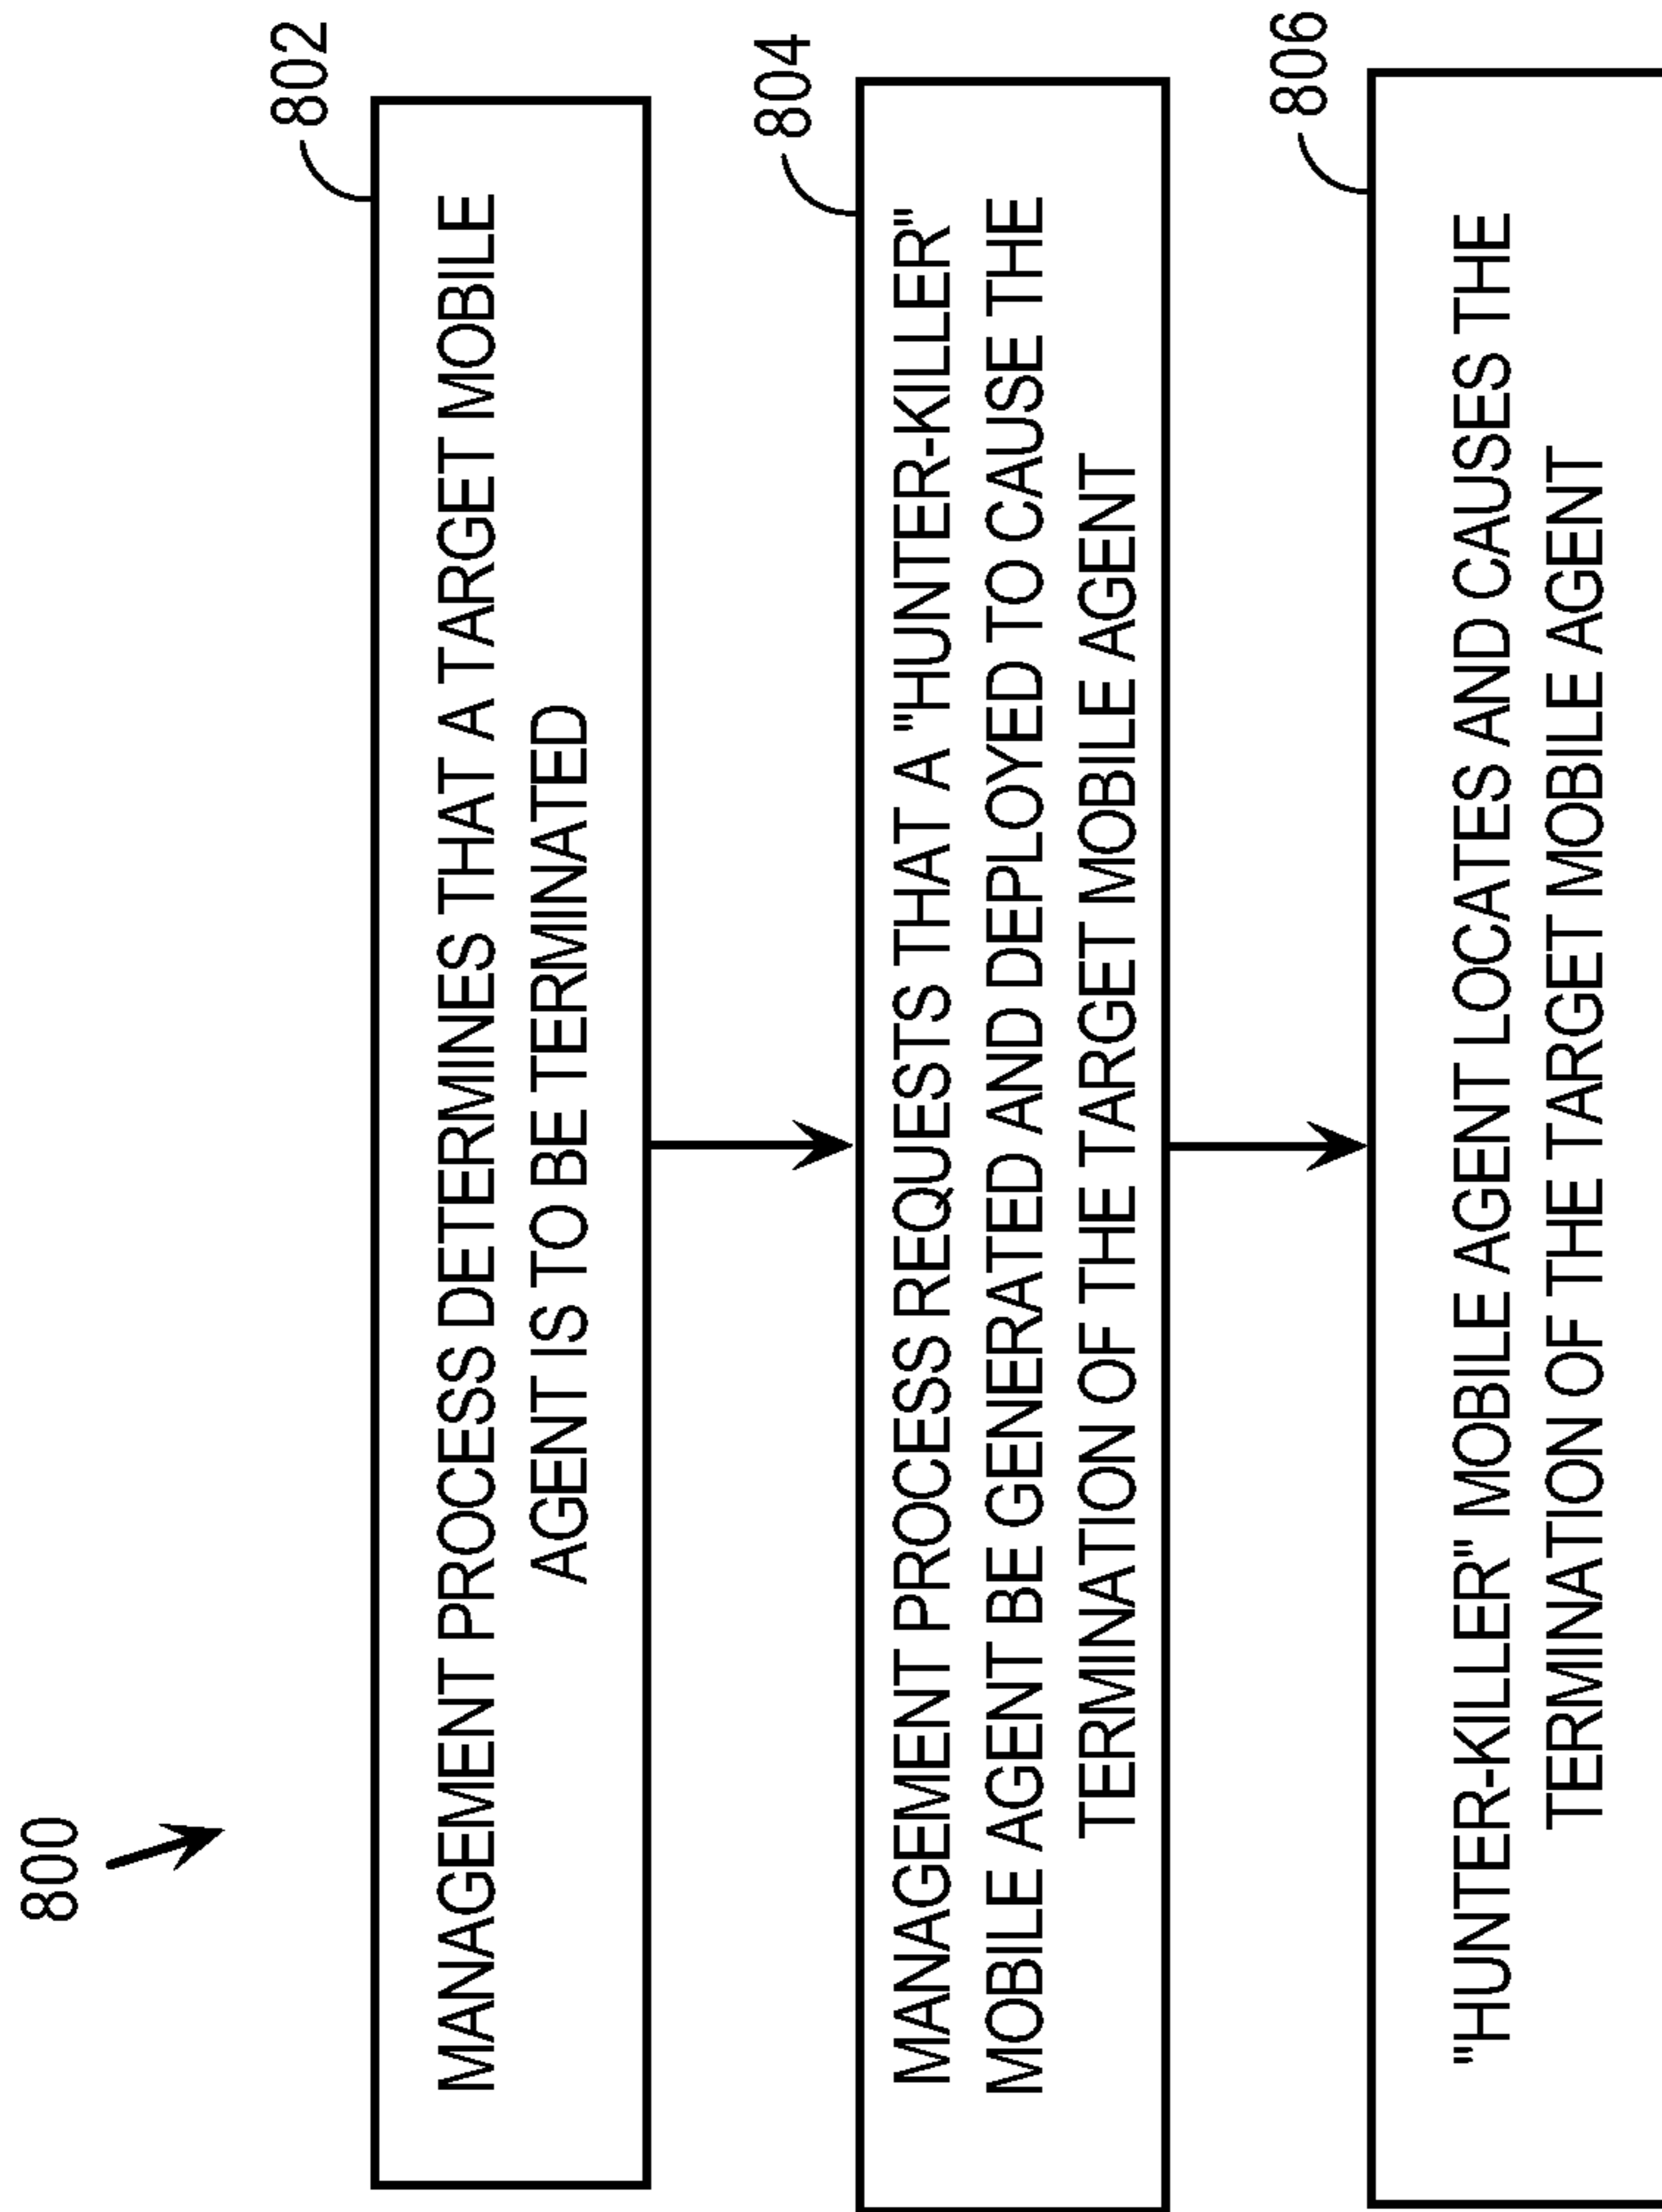 800
802
MANAGEMENT PROCESS DETERMINES THAT A TARGET MOBILE
AGENT IS TO BE TERMINATED
804
MANAGEMENT PROCESS REQUESTS THAT A "HUNTER-KILLER"
MOBILE AGENT BE GENERATED AND DEPLOYED TO CAUSE THE
TERMINATION OF THE TARGET MOBILE AGENT
806
"HUNTER-KILLER" MOBILE AGENT LOCATES AND CAUSES THE
TERMINATION OF THE TARGET MOBILE AGENT